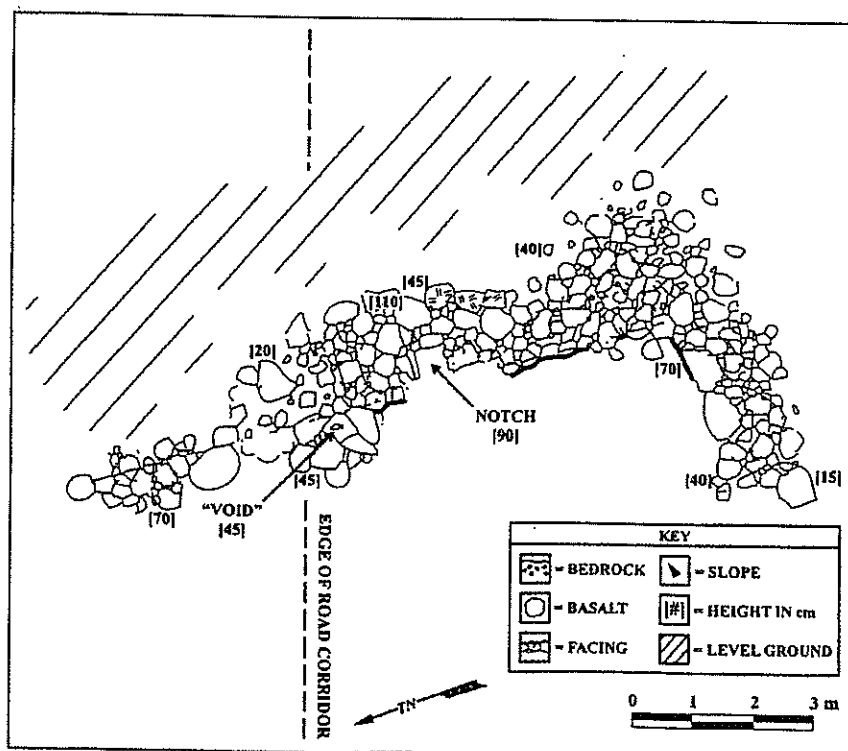 [40]
[45]
[110]
[20]
[70]
NOTCH
[90]
[40]
[15]
[45]
[70]
"VOID"
[45]
EDGE OF ROAD CORRIDOR
KEY
= BEDROCK
= SLOPE
= BASALT
[#] = HEIGHT IN cm
= FACING
= LEVEL GROUND
TN
0 1 2 3 m